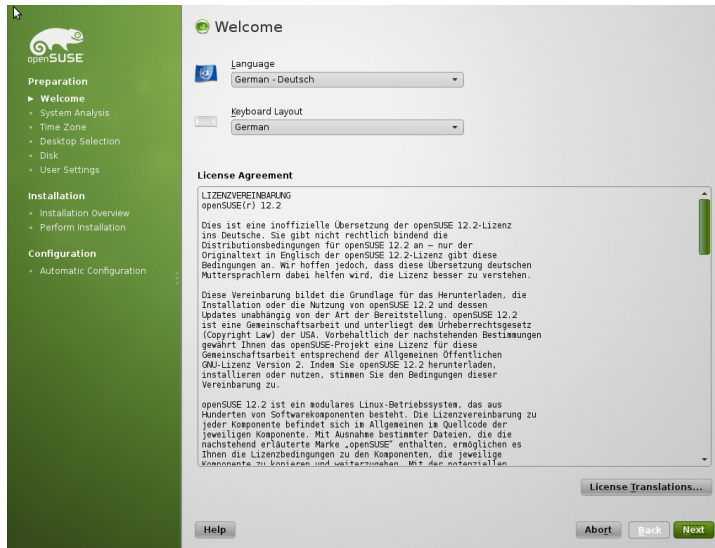 openSUSE
Preparation
Welcome
System Analysis
Time Zone
Desktop Selection
Disk
User Settings
Installation
Installation Overview
Perform Installation
Configuration
Automatic Configuration
Welcome
Language
German - Deutsch
Keyboard Layout
German
License Agreement
LIZENZVEREINBARUNG
openSUSE(r) 12.2
Dies ist eine inoffizielle Übersetzung der openSUSE 12.2-Lizenz
ins Deutsche. Sie gibt nicht rechtlich bindend die
Distributionsbedingungen für openSUSE 12.2 an – nur der
Originaltext in Englisch der openSUSE 12.2-Lizenz gibt diese
Bedingungen an. Wir hoffen jedoch, dass diese Übersetzung deutschen
Muttersprachlern dabei helfen wird, die Lizenz besser zu verstehen.
Diese Vereinbarung bildet die Grundlage für das Herunterladen, die
Installation oder die Nutzung von openSUSE 12.2 und dessen
Updates unabhängig von der Art der Bereitstellung. openSUSE 12.2
ist eine Gemeinschaftsarbeit und unterliegt dem Urheberrechtsgesetz
(Copyright Law) der USA. Vorbehaltlich der nachstehenden Bestimmungen
gewährt Ihnen das openSUSE-Projekt eine Lizenz für diese
Gemeinschaftsarbeit entsprechend der Allgemeinen Öffentlichen
GNU-Lizenz Version 2. Indem Sie openSUSE 12.2 herunterladen,
installieren oder nutzen, stimmen Sie den Bedingungen dieser
Vereinbarung zu.
openSUSE 12.2 ist ein modulares Linux-Betriebssystem, das aus
Hunderten von Softwarekomponenten besteht. Die Lizenzvereinbarung zu
jeder Komponente befindet sich im Allgemeinen im Quellcode der
jeweiligen Komponente. Mit Ausnahme bestimmter Dateien, die die
nachstehend erläuterte Marke „openSUSE“ enthalten, ermöglichen es
Ihnen die Lizenzbedingungen zu den Komponenten, die jeweilige
Komponente zu kopieren und weiterzugeben. Mit der potenziellen
License Translations...
Help
Abort
Back
Next